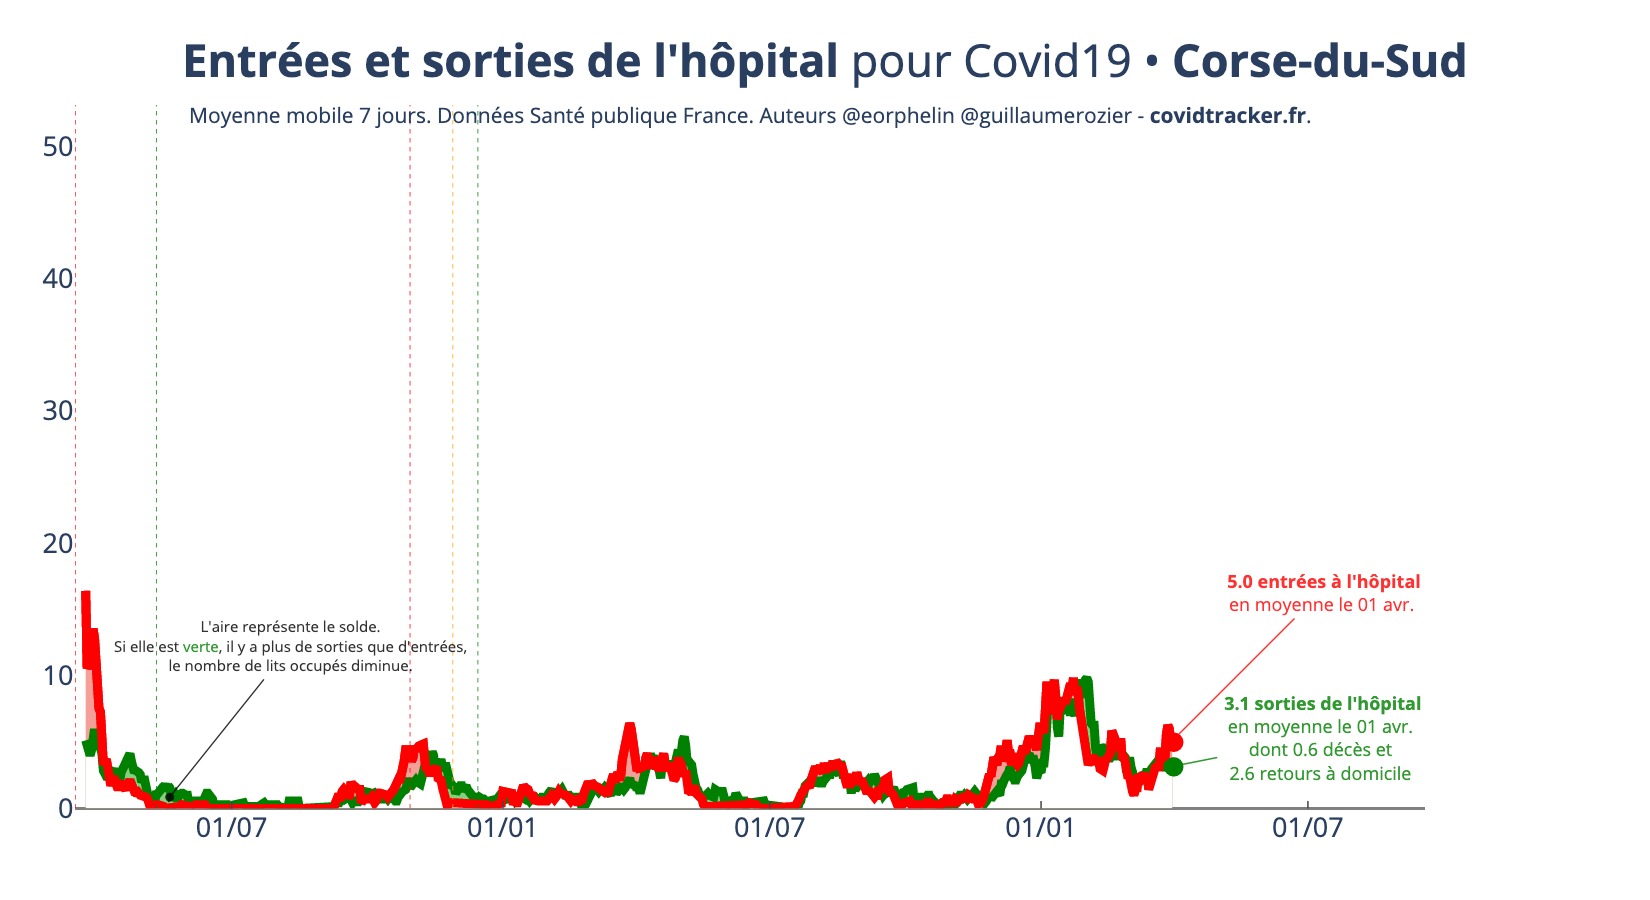 Entrées et sorties de l'hôpital pour Covid19 • Corse-du-Sud
Moyenne mobile 7 jours. Données Santé publique France. Auteurs @eorphelin @guillaumerozier - covidtracker.fr.
50
40
30
20
10
0
L'aire représente le solde.
Si elle est verte, il y a plus de sorties que d'entrées,
le nombre de lits occupés diminue.
5.0 entrées à l'hôpital
en moyenne le 01 avr.
3.1 sorties de l'hôpital
en moyenne le 01 avr.
dont 0.6 décès et
2.6 retours à domicile
01/07
01/01
01/07
01/01
01/07